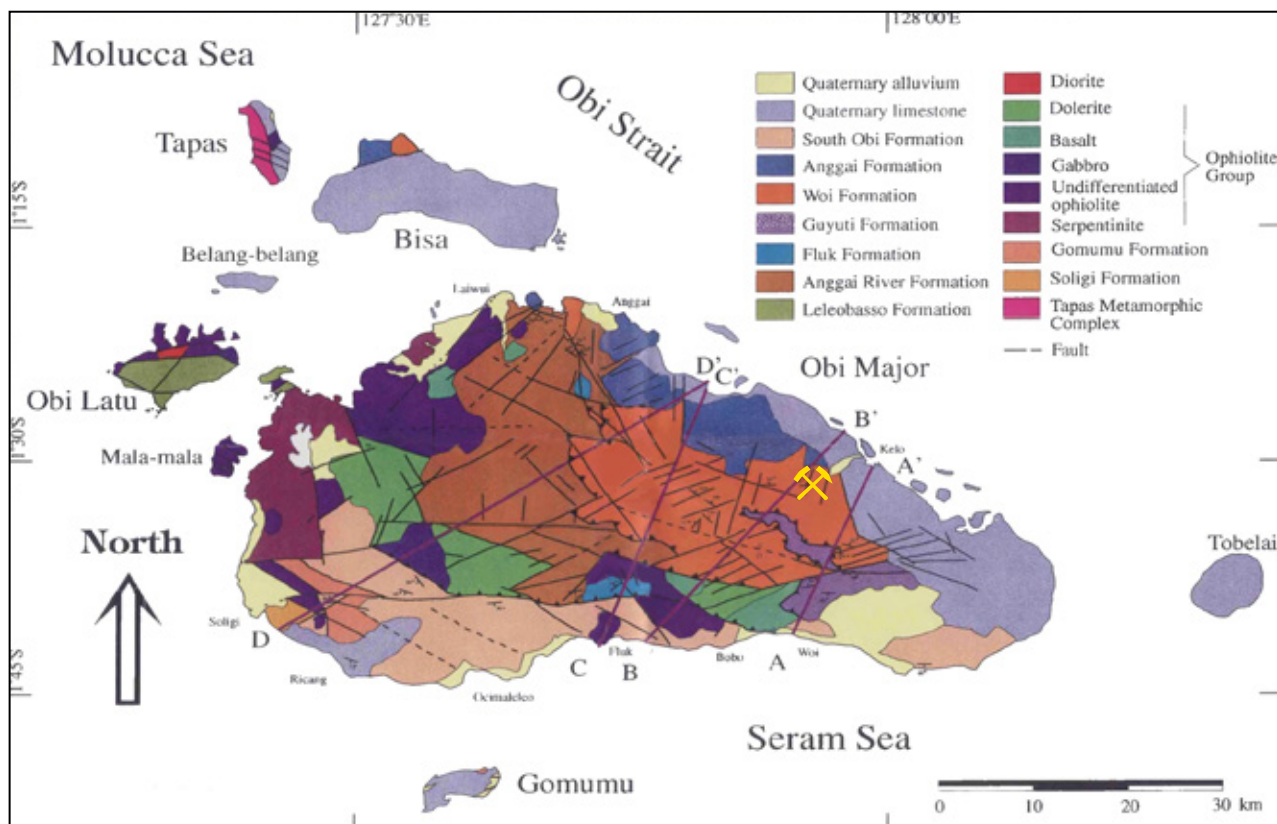 127°30'E
128°00'E
Molucca Sea
Obi Strait
Tapas
Bisa
Belang-belang
Obi Latu
Mala-mala
North
Laiwui
Anggai
Obi Major
Kelo
Tobelai
D'
C'
B'
A'
Soligi
D
Ricang
C
Fluk
B
Bobo
A
Woi
Seram Sea
Gomumu
1°15'S
1°30'S
1°45'S
Quaternary alluvium
Quaternary limestone
South Obi Formation
Anggai Formation
Woi Formation
Guyuti Formation
Fluk Formation
Anggai River Formation
Leleobasso Formation
Diorite
Dolerite
Basalt
Gabbro
Undifferentiated
ophiolite
Serpentinite
Ophiolite
Group
Gomumu Formation
Soligi Formation
Tapas Metamorphic
Complex
Fault
0 10 20 30 km